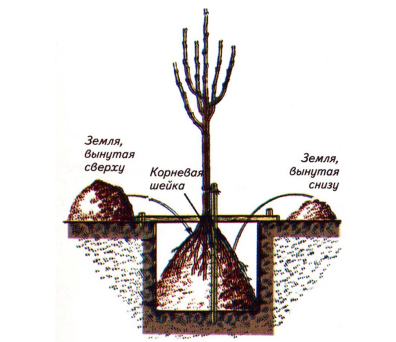 Земля,
вынутая
сверху
Корневая
шейка
Земля,
вынутая
снизу